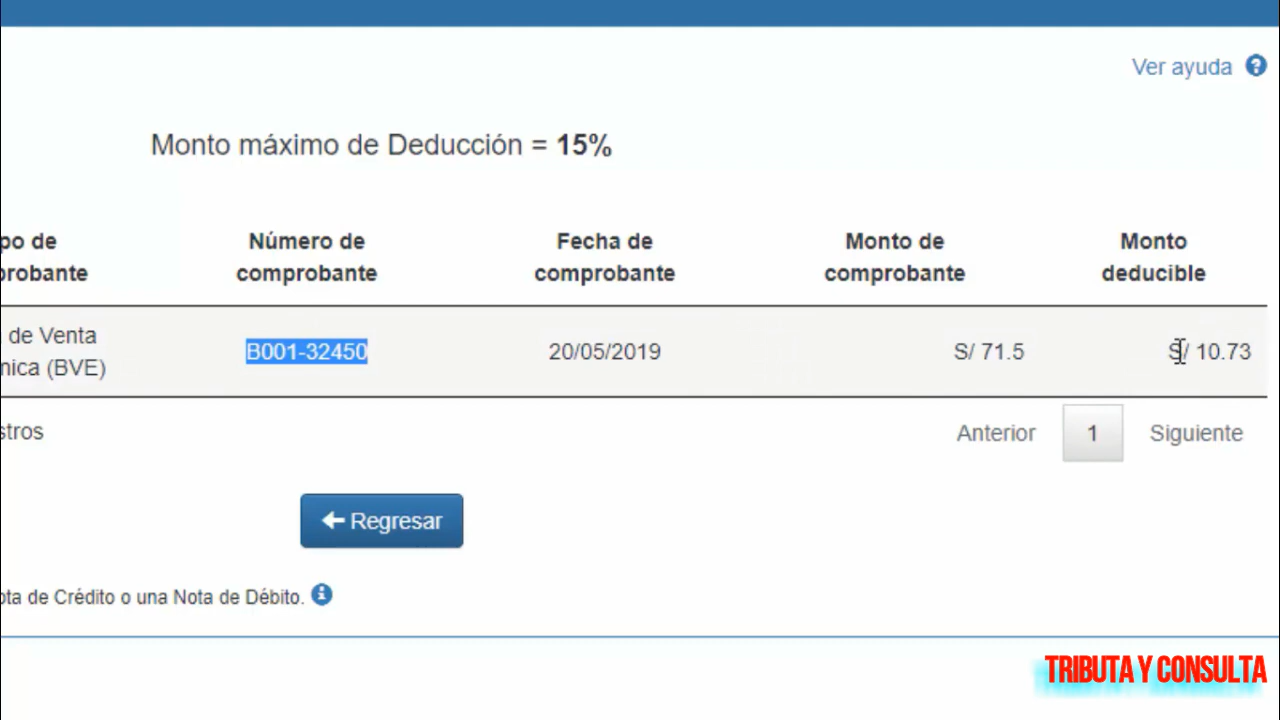 Ver ayuda
Monto máximo de Deducción = 15%
po de Número de Fecha de Monto de Monto
probante comprobante comprobante comprobante deducible
de Venta
nica (BVE) B001-32450 20/05/2019 S/ 71.5 S/ 10.73
stros Anterior 1 Siguiente
Regresar
ota de Crédito o una Nota de Débito.
TRIBUTA Y CONSULTA